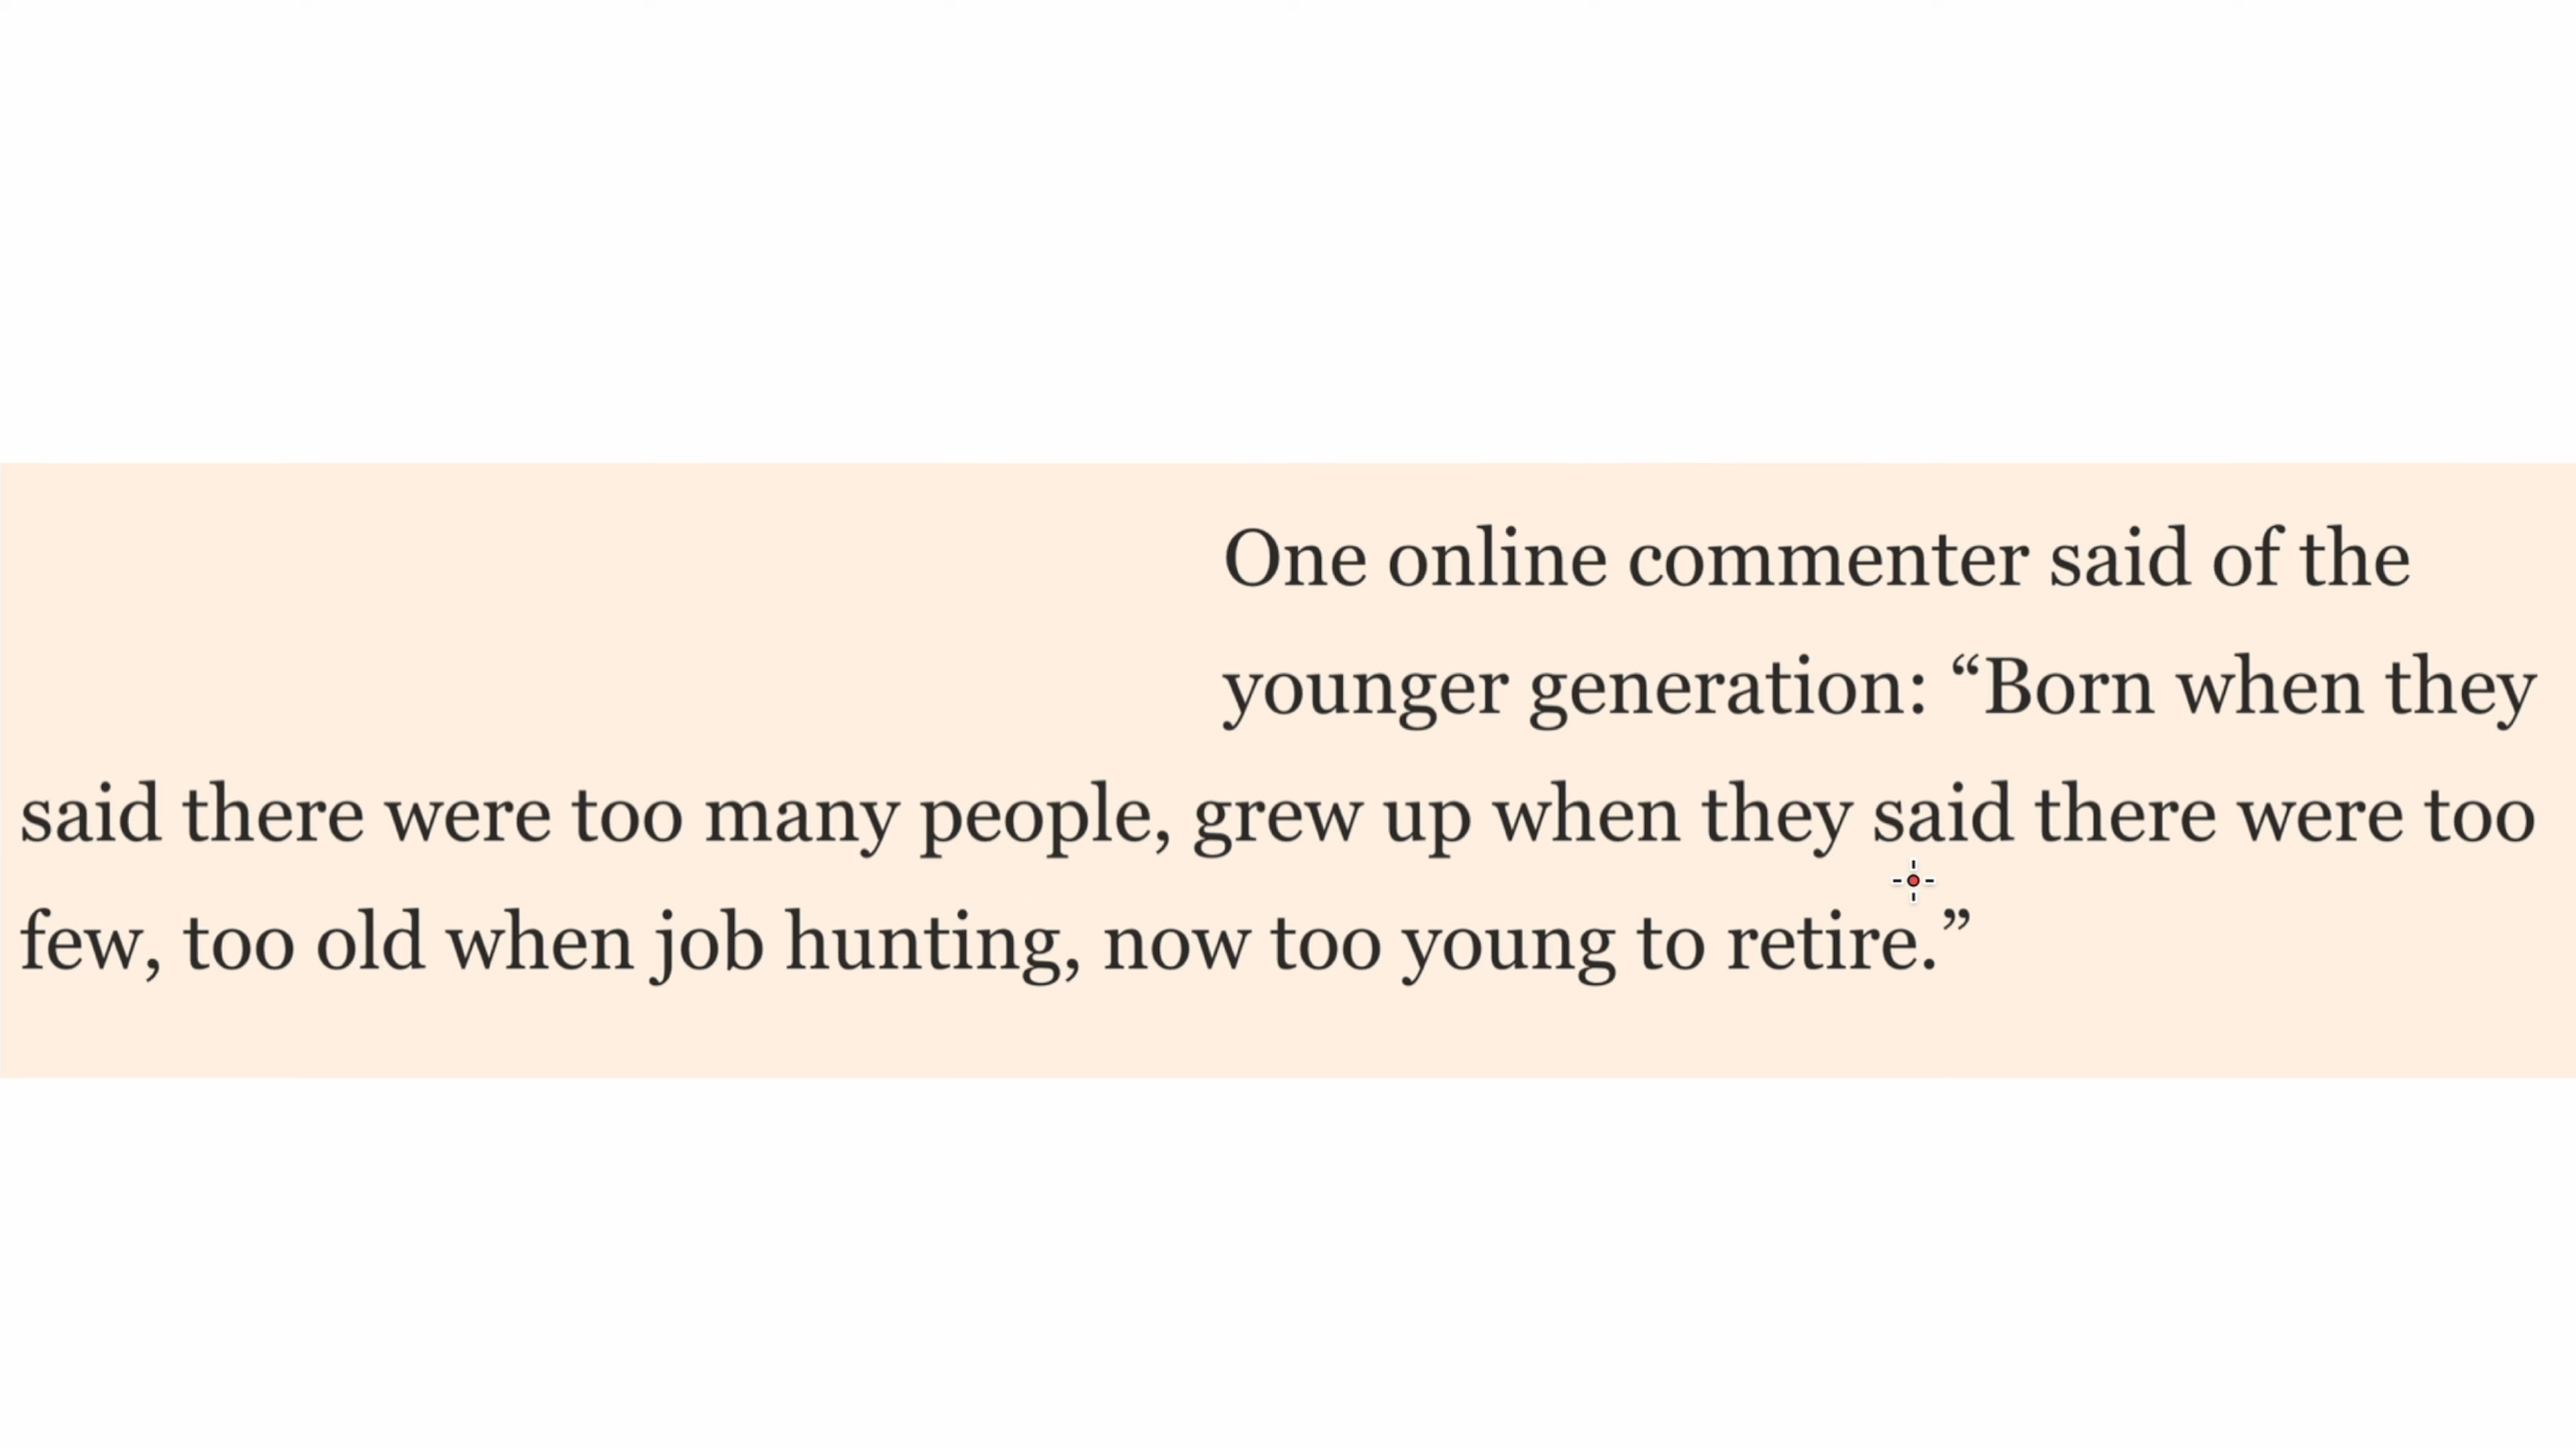 One online commenter said of the
younger generation: “Born when they
said there were too many people, grew up when they said there were too
few, too old when job hunting, now too young to retire.”